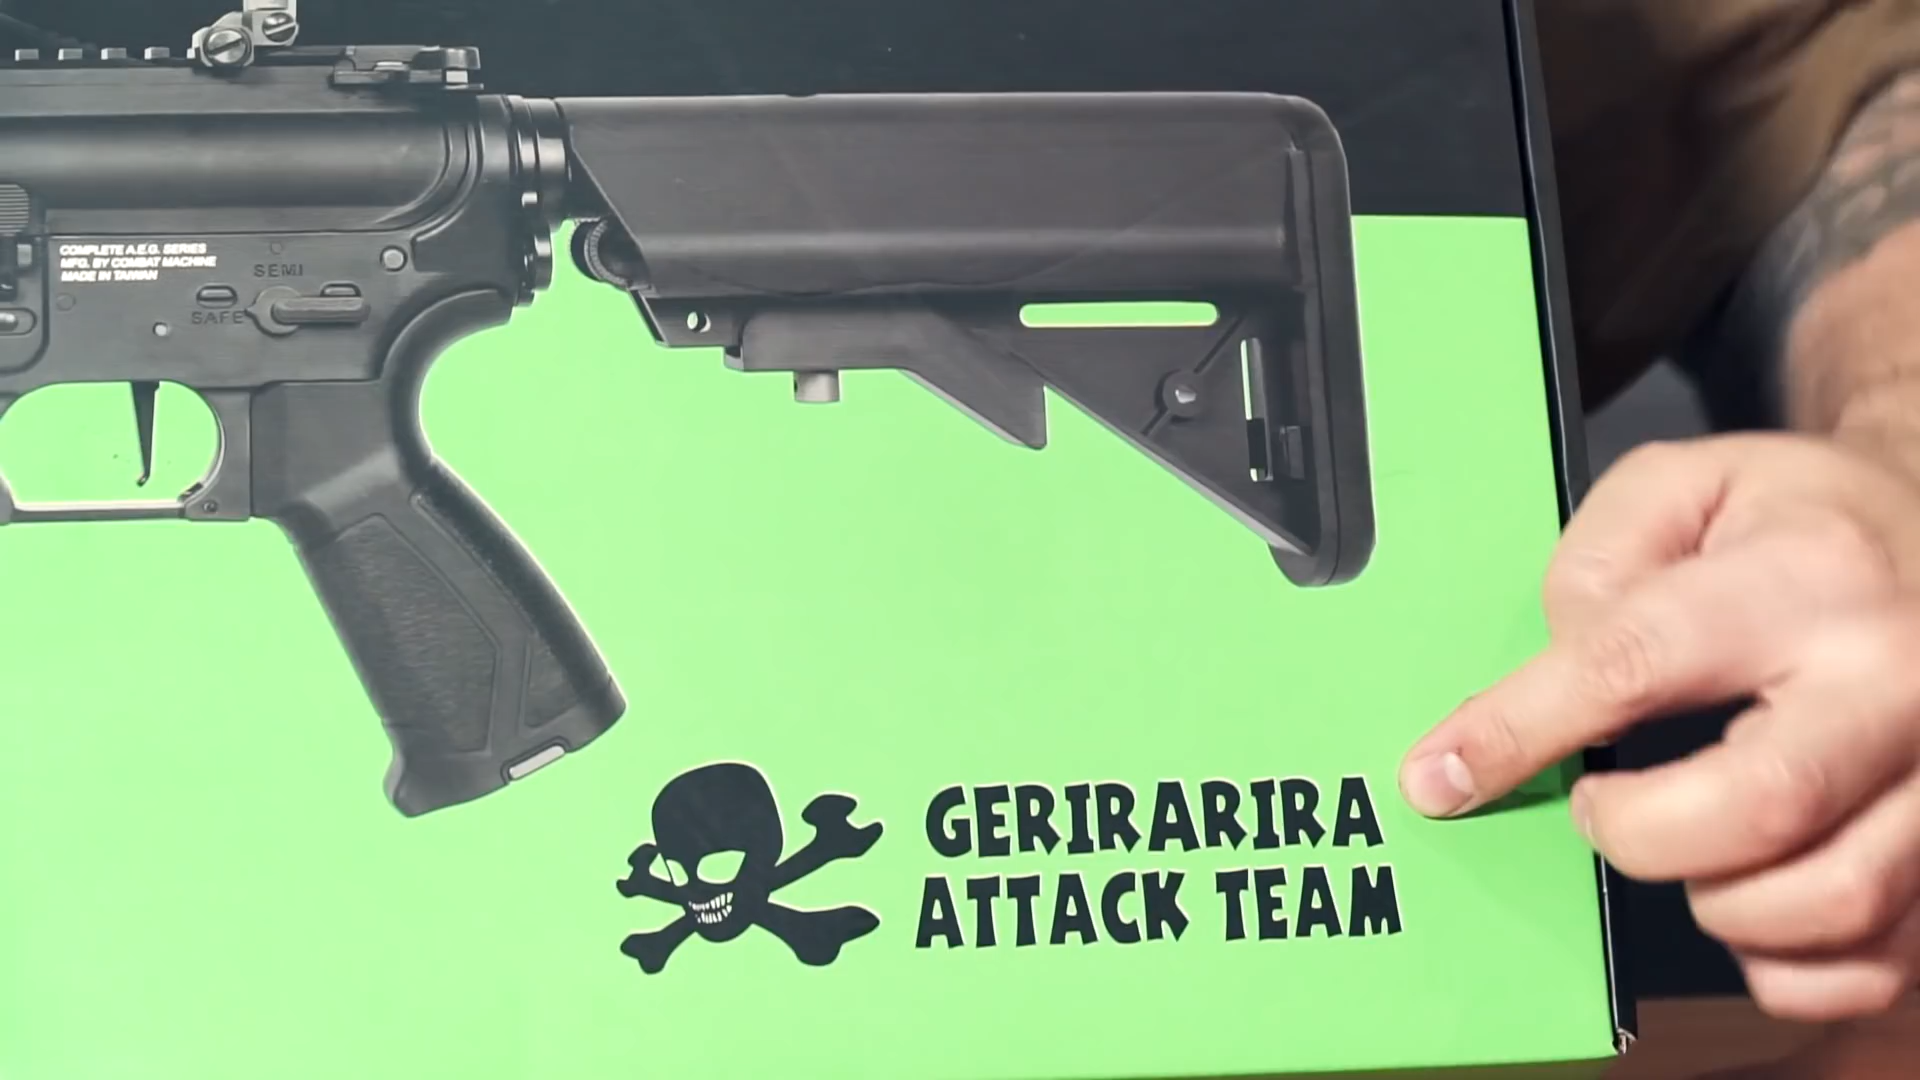 COMPLETE A.E.G. SERIES
MFG. BY COMBAT MACHINE
MADE IN TAIWAN
SEMI
SAFE
GERIRARIRA
ATTACK TEAM